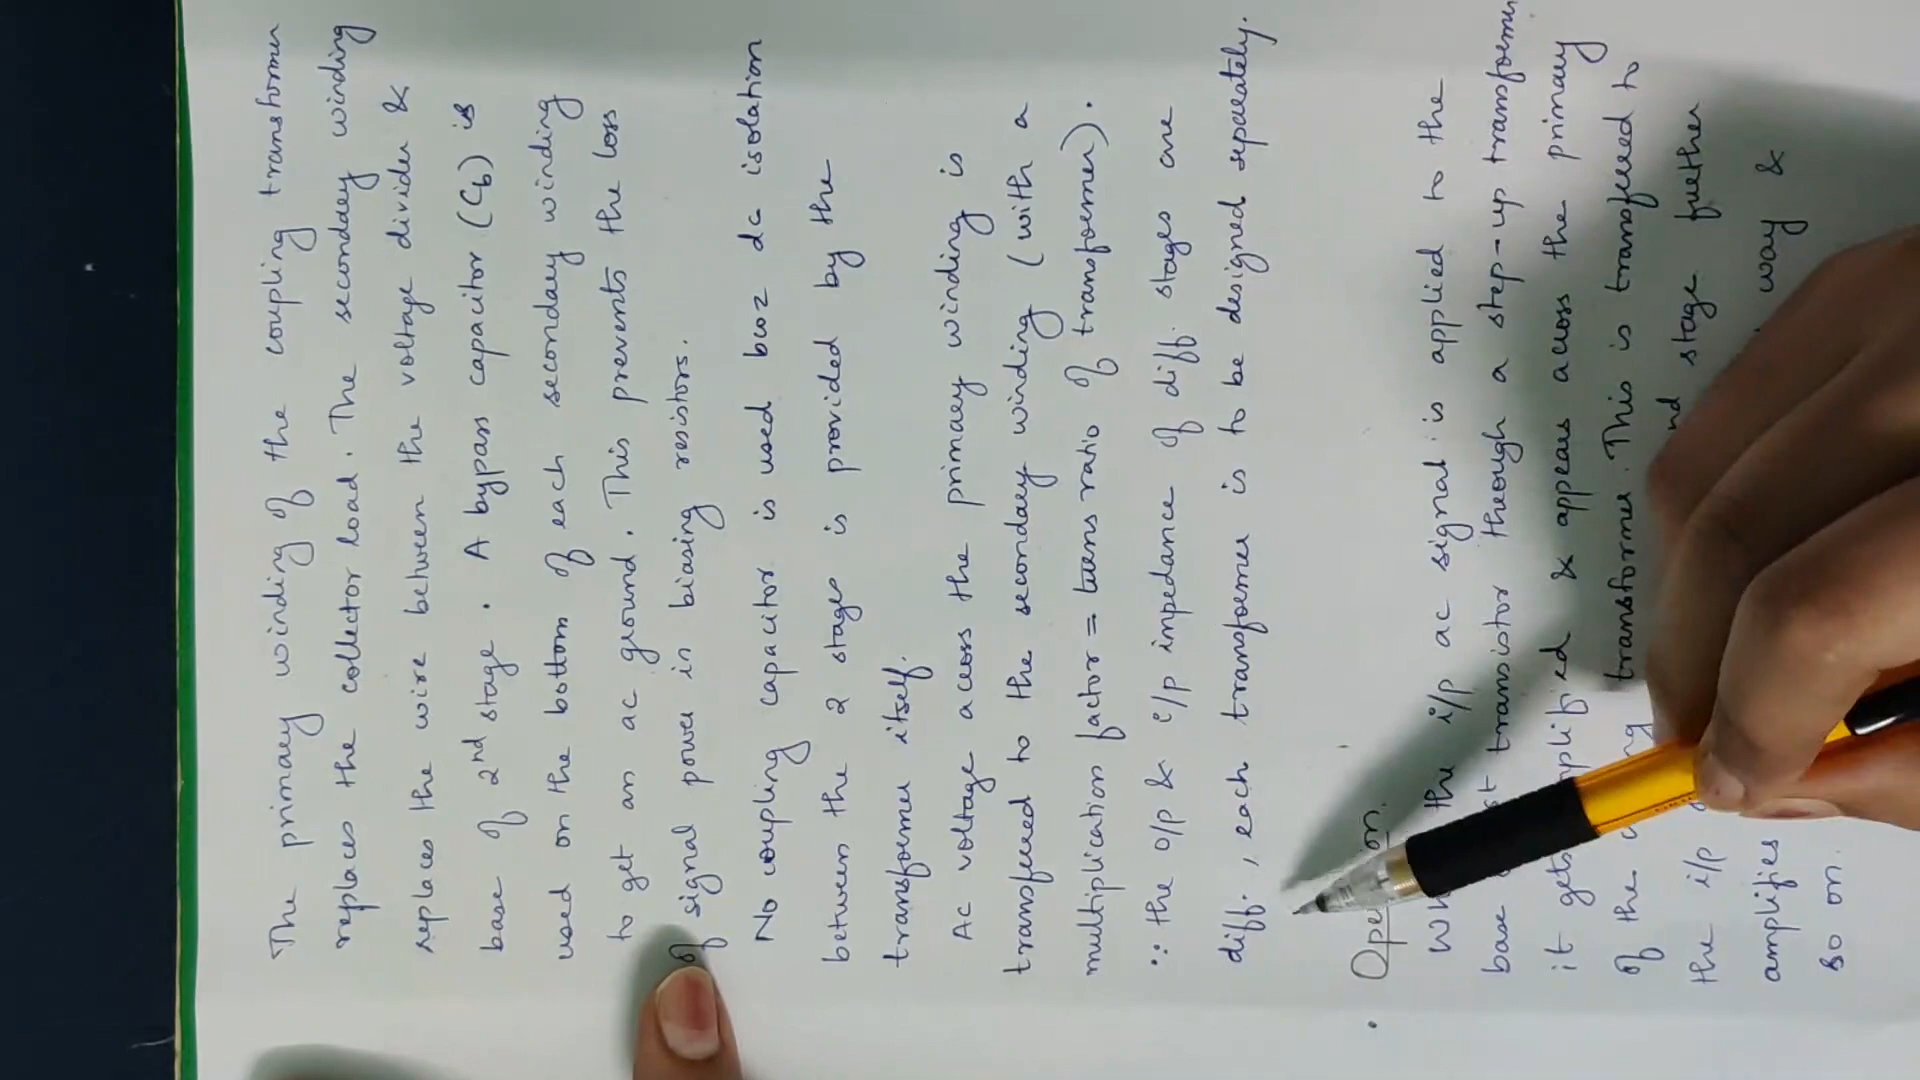 The primary winding of the coupling transformer
replaces the collector load. The secondary winding
replaces the wire between the voltage divider &
base of 2nd stage. A bypass capacitor (Cb) is
used on the bottom of each secondary winding
to get an ac ground. This prevents the loss
of signal power in biasing resistors.
No coupling capacitor is used bcoz dc isolation
between the 2 stages is provided by the
transformer itself.
Ac voltage across the primary winding is
transferred to the secondary winding (with a
multiplication factor = turns ratio of transformer).
∵ the o/p & i/p impedance of diff. stages are
diff., each transformer is to be designed separately.
• 
the i/p ac signal is applied to the
base transistor through a step-up
it gets & appears across the primary
of the transformer. This is transferred to
the i/p stage further
amplifies way &
so on.